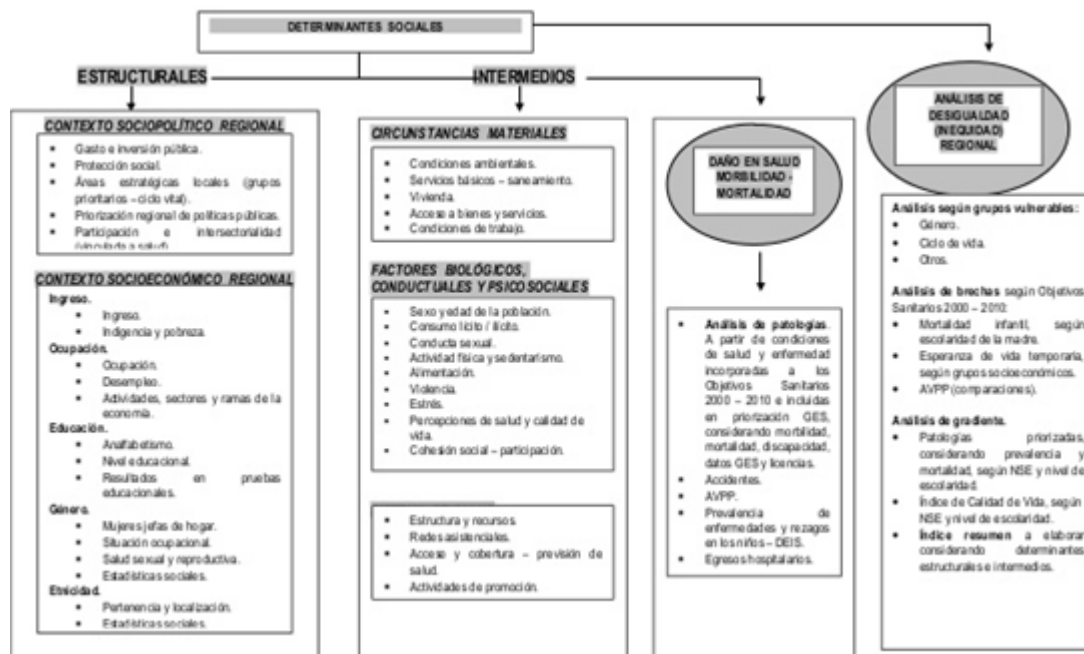 DETERMINANTES SOCIALES
ESTRUCTURALES
INTERMEDIOS
CONTEXTO SOCIOPOLÍTICO REGIONAL
Gasto e inversión pública.
Protección social.
Áreas estratégicas locales (grupos
prioritarios – ciclo vital).
Priorización regional de políticas públicas.
Participación e intersectorialidad
(vinculada a salud).
CONTEXTO SOCIOECONÓMICO REGIONAL
Ingreso.
Ingreso.
Indigencia y pobreza.
Ocupación.
Ocupación.
Desempleo.
Actividades, sectores y ramas de la
economía.
Educación.
Analfabetismo.
Nivel educacional.
Resultados en pruebas
educacionales.
Género.
Mujeres jefas de hogar.
Situación ocupacional.
Salud sexual y reproductiva.
Estadísticas sociales.
Etnicidad.
Pertenencia y localización.
Estadísticas sociales.
CIRCUNSTANCIAS MATERIALES
Condiciones ambientales.
Servicios básicos – saneamiento.
Vivienda.
Acceso a bienes y servicios.
Condiciones de trabajo.
FACTORES BIOLÓGICOS,
CONDUCTUALES Y PSICOSOCIALES
Sexo y edad de la población.
Consumo lícito / ilícito.
Conducta sexual.
Actividad física y sedentarismo.
Alimentación.
Violencia.
Estrés.
Percepciones de salud y calidad de
vida.
Cohesión social – participación.
Estructura y recursos.
Redes asistenciales.
Acceso y cobertura – previsión de
salud.
Actividades de promoción.
DAÑO EN SALUD
MORBILIDAD -
MORTALIDAD
Análisis de patologías.
A partir de condiciones
de salud y enfermedad
incorporadas a los
Objetivos Sanitarios
2000 – 2010 e incluidas
en priorización GES,
considerando morbilidad,
mortalidad, discapacidad,
datos GES y licencias.
Accidentes.
AVPP.
Prevalencia de
enfermedades y rezagos
en los niños – DEIS.
Egresos hospitalarios.
ANÁLISIS DE
DESIGUALDAD
(INEQUIDAD)
REGIONAL
Análisis según grupos vulnerables:
Género.
Ciclo de vida.
Otros.
Análisis de brechas según Objetivos
Sanitarios 2000 – 2010:
Mortalidad infantil, según
escolaridad de la madre.
Esperanza de vida temporaria,
según grupos socioeconómicos.
AVPP (comparaciones).
Análisis de gradiente.
Patologías priorizadas,
considerando prevalencia y
mortalidad, según NSE y nivel de
escolaridad.
Índice de Calidad de Vida, según
NSE y nivel de escolaridad.
Índice resumen a elaborar
considerando determinantes
estructurales e intermedios.